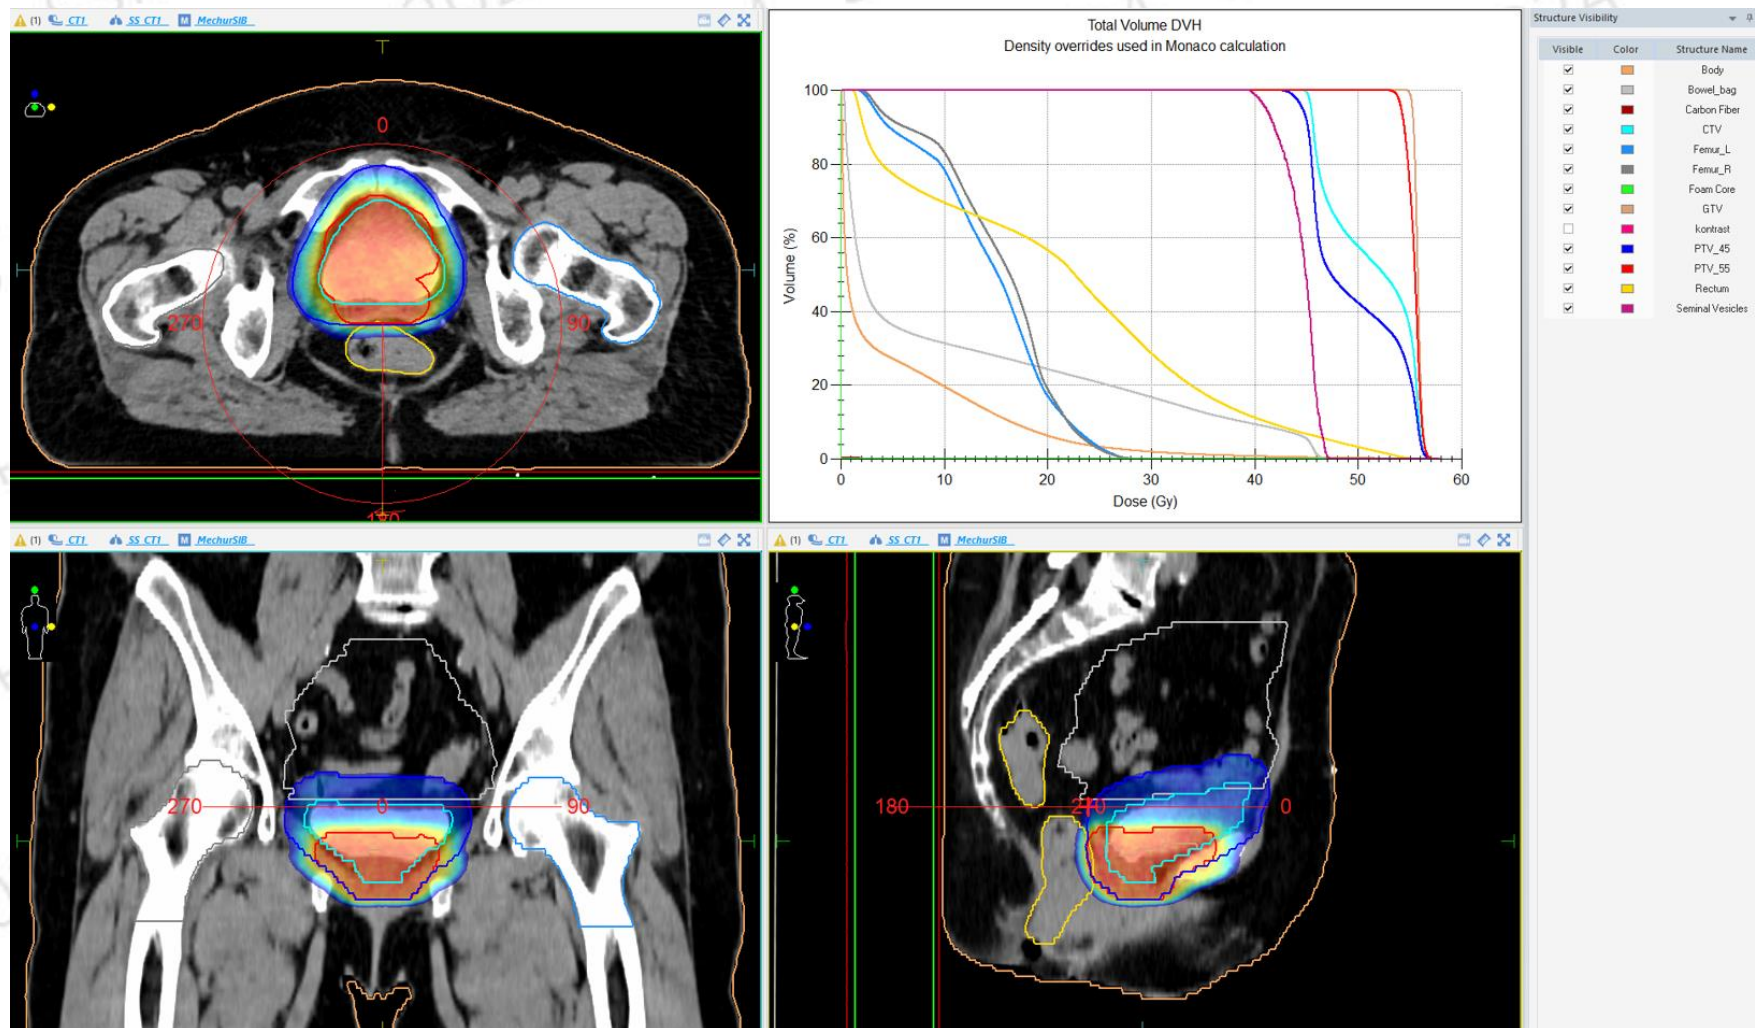 (1) CT1 SS CT1 M MechurSIB
0
270
90
180
Total Volume DVH
Density overrides used in Monaco calculation
Volume (%)
100
80
60
40
20
0
0 10 20 30 40 50 60
Dose (Gy)
Structure Visibility
Visible Color Structure Name
Body
Bowel_bag
Carbon Fiber
CTV
Femur_L
Femur_R
Foam Core
GTV
kontrast
PTV_45
PTV_55
Rectum
Seminal Vesicles
(1) CT1 SS CT1 M MechurSIB
270 0 90
(1) CT1 SS CT1 M MechurSIB
180 0